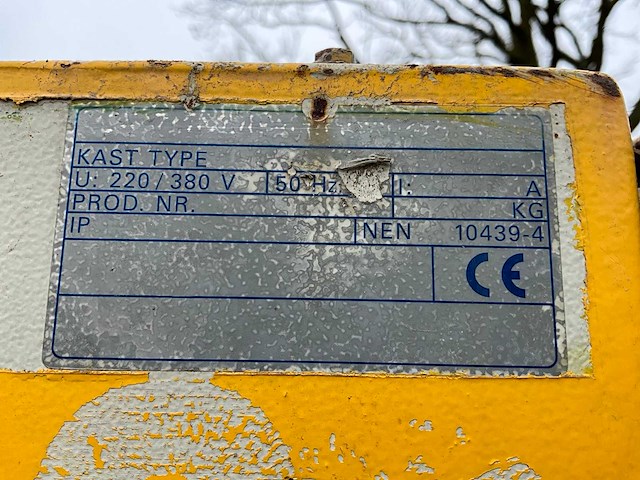 KAST TYPE
U: 220/380 V 50 Hz I: A
PROD. NR. KG
IP NEN 10439-4
CE